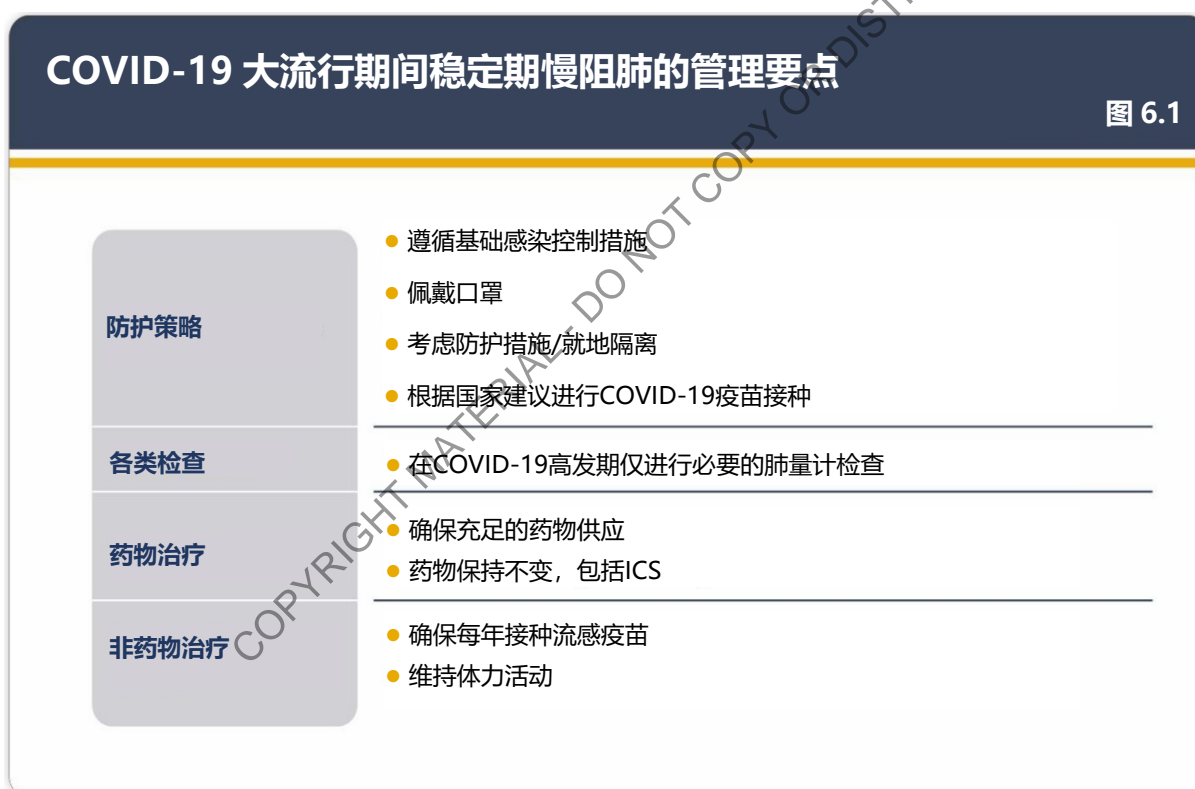 COVID-19 大流行期间稳定期慢阻肺的管理要点
图 6.1
防护策略
● 遵循基础感染控制措施
● 佩戴口罩
● 考虑防护措施/就地隔离
● 根据国家建议进行COVID-19疫苗接种
各类检查
● 在COVID-19高发期仅进行必要的肺量计检查
药物治疗
● 确保充足的药物供应
● 药物保持不变，包括ICS
非药物治疗
● 确保每年接种流感疫苗
● 维持体力活动
COPYRIGHT MATERIAL - DO NOT COPY OR DISTRI